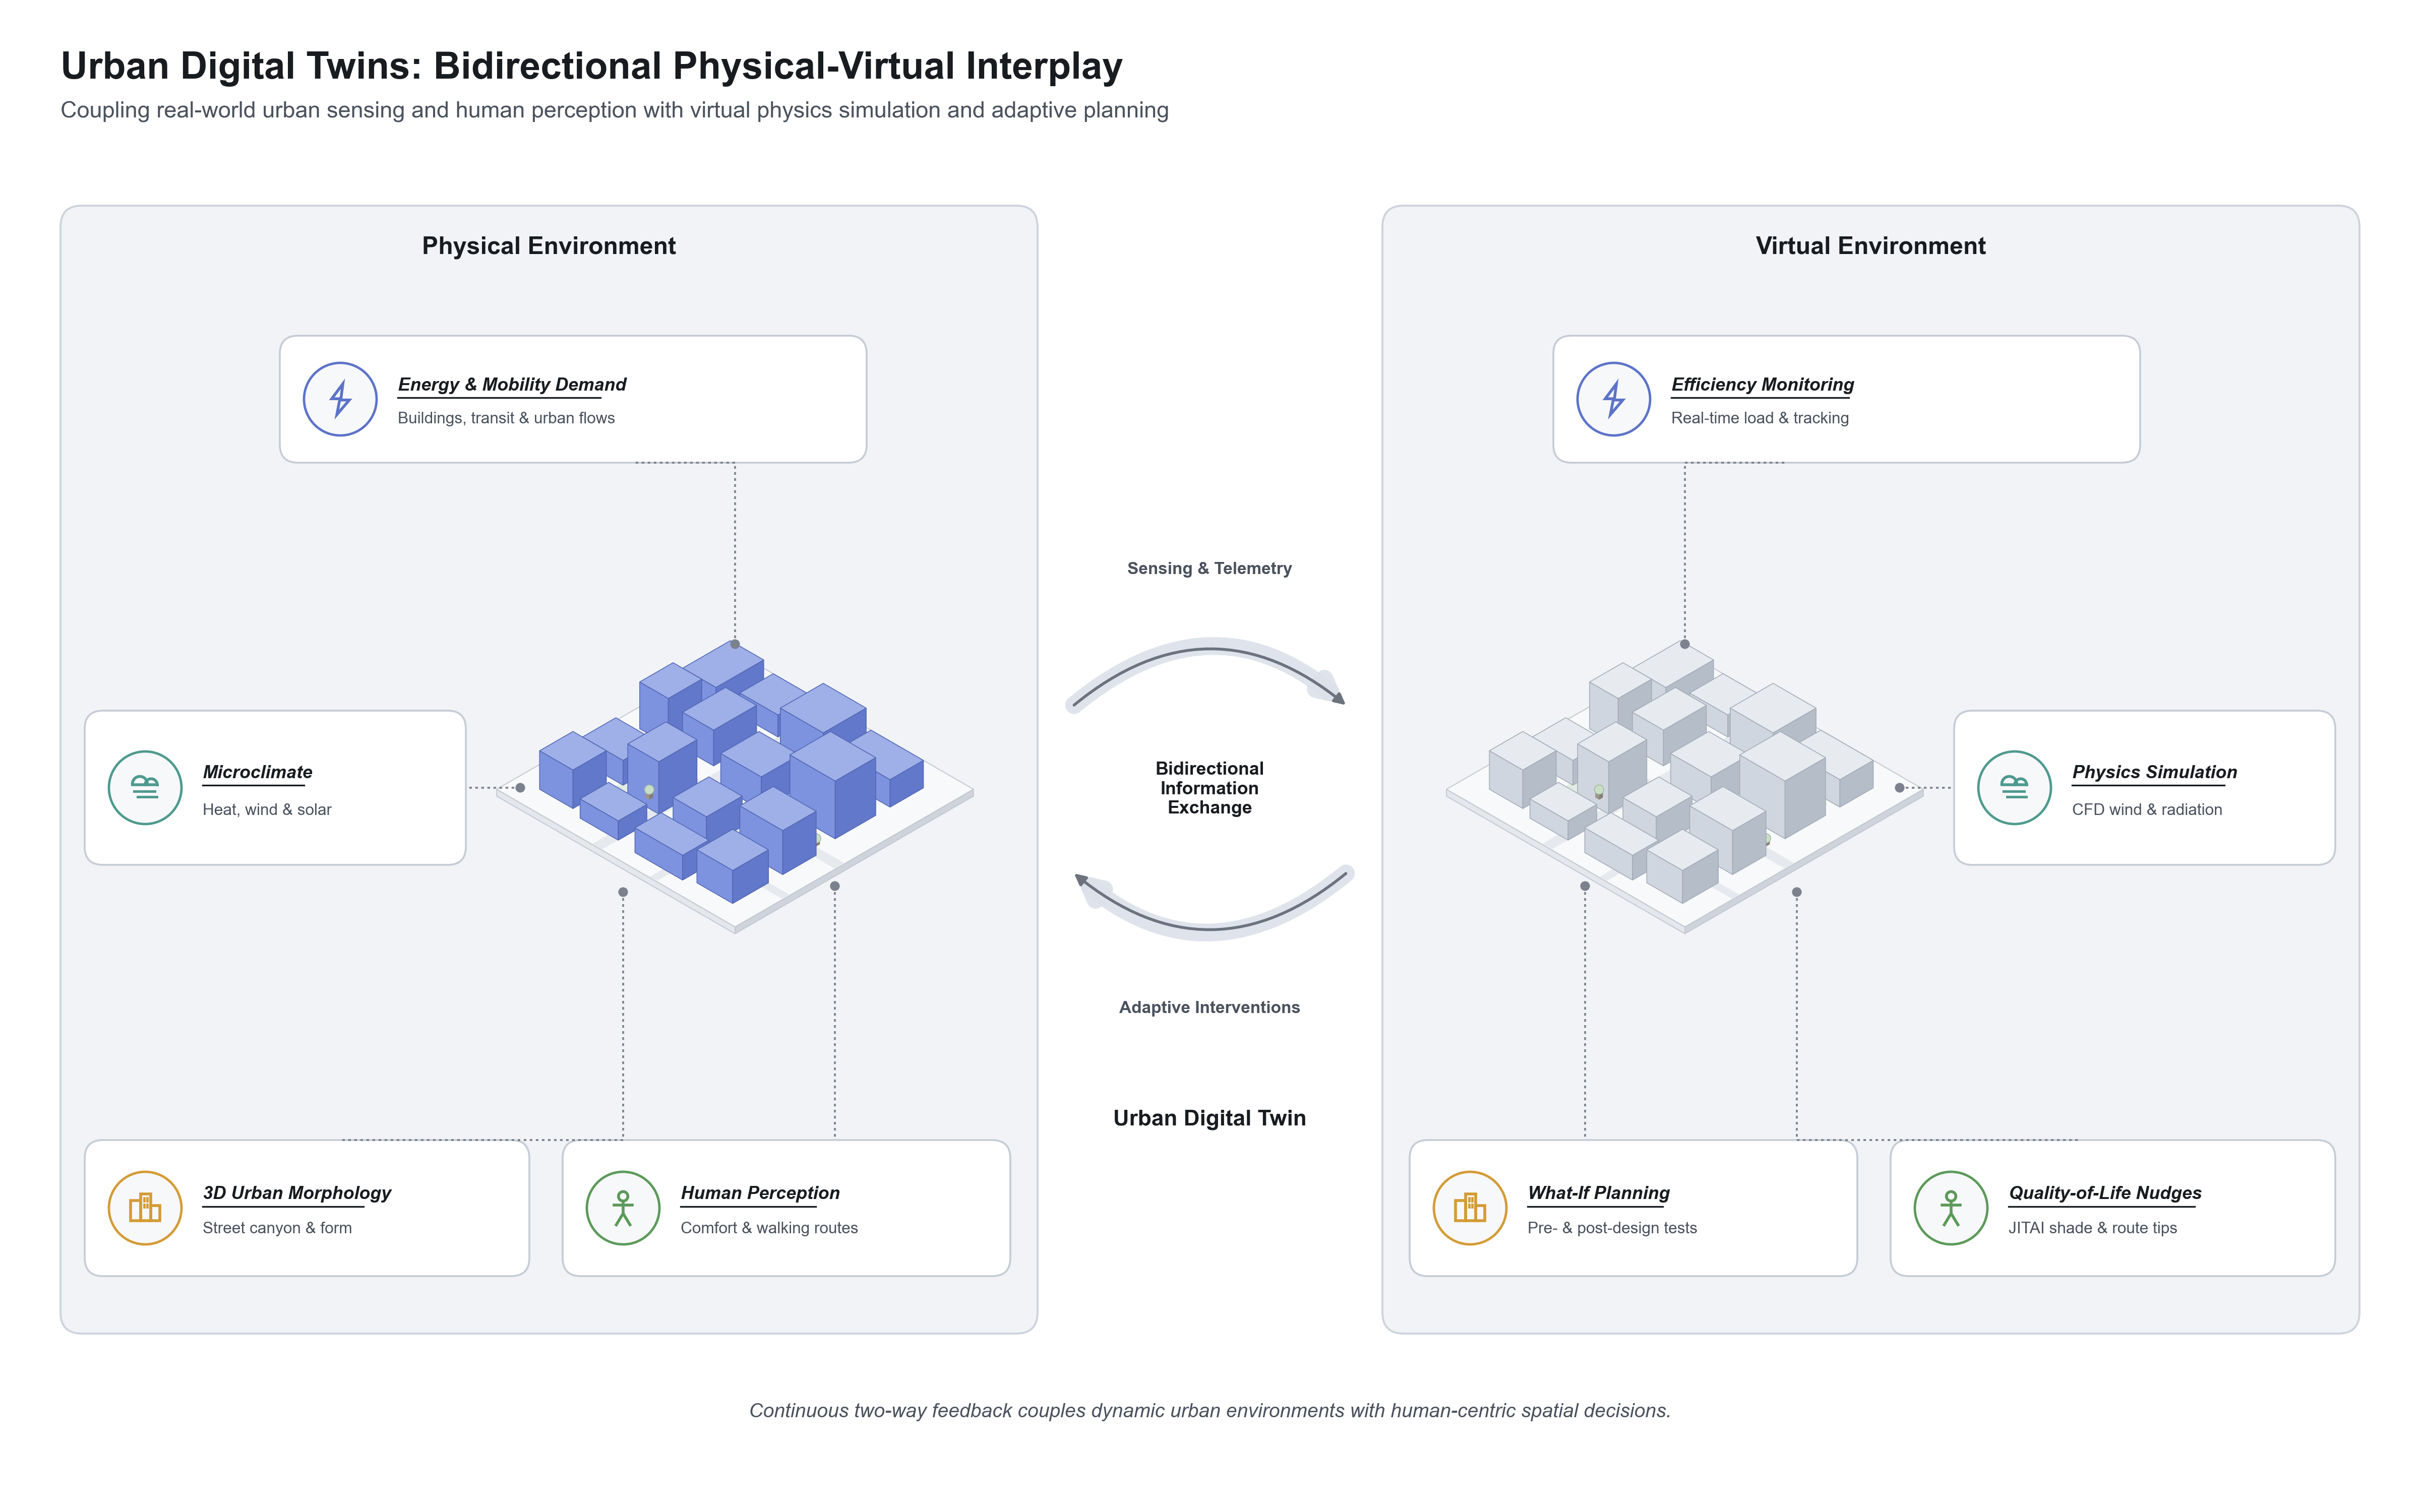 Urban Digital Twins: Bidirectional Physical-Virtual Interplay
Coupling real-world urban sensing and human perception with virtual physics simulation and adaptive planning
Physical Environment
Energy & Mobility Demand
Buildings, transit & urban flows
Microclimate
Heat, wind & solar
3D Urban Morphology
Street canyon & form
Human Perception
Comfort & walking routes
Sensing & Telemetry
Bidirectional
Information
Exchange
Adaptive Interventions
Urban Digital Twin
Virtual Environment
Efficiency Monitoring
Real-time load & tracking
Physics Simulation
CFD wind & radiation
What-If Planning
Pre- & post-design tests
Quality-of-Life Nudges
JITAI shade & route tips
Continuous two-way feedback couples dynamic urban environments with human-centric spatial decisions.